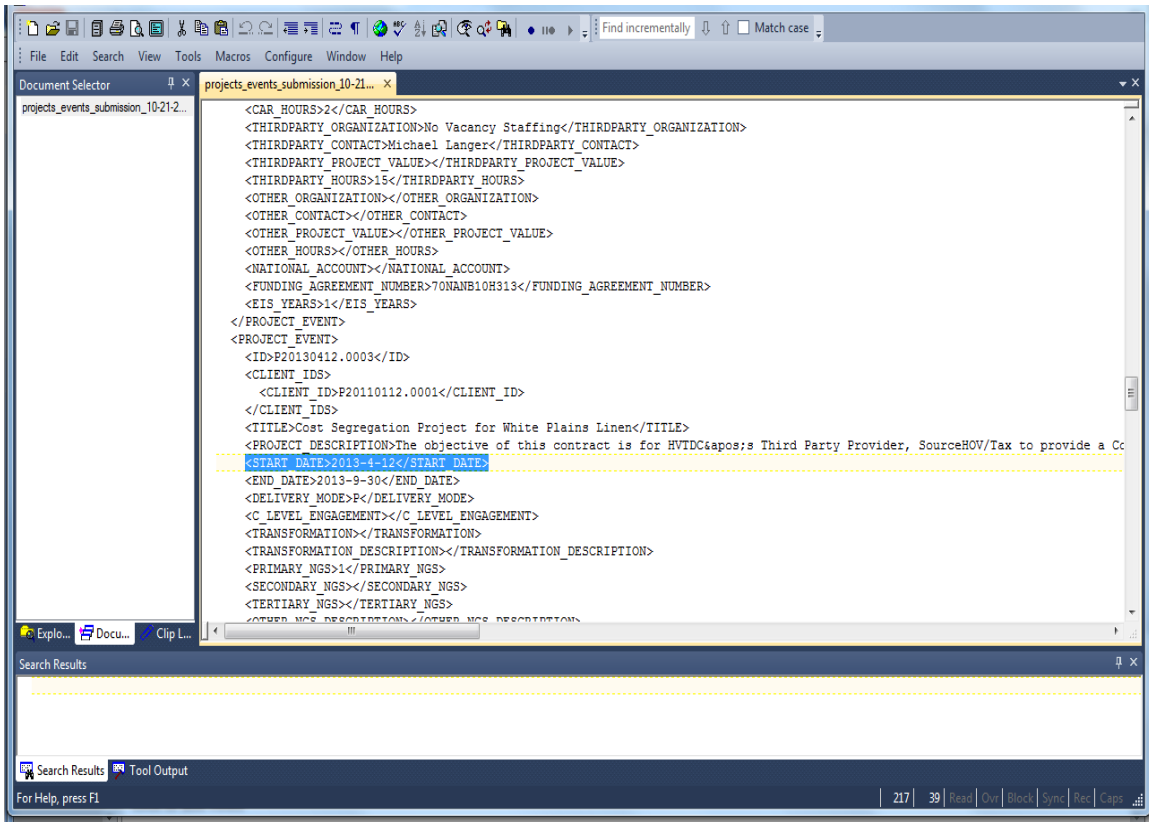 Find incrementally Match case
File Edit Search View Tools Macros Configure Window Help
Document Selector
projects_events_submission_10-21-2...
projects_events_submission_10-21...
<CAR_HOURS>2</CAR_HOURS>
<THIRDPARTY_ORGANIZATION>No Vacancy Staffing</THIRDPARTY_ORGANIZATION>
<THIRDPARTY_CONTACT>Michael Langer</THIRDPARTY_CONTACT>
<THIRDPARTY_PROJECT_VALUE></THIRDPARTY_PROJECT_VALUE>
<THIRDPARTY_HOURS>15</THIRDPARTY_HOURS>
<OTHER_ORGANIZATION></OTHER_ORGANIZATION>
<OTHER_CONTACT></OTHER_CONTACT>
<OTHER_PROJECT_VALUE></OTHER_PROJECT_VALUE>
<OTHER_HOURS></OTHER_HOURS>
<NATIONAL_ACCOUNT></NATIONAL_ACCOUNT>
<FUNDING_AGREEMENT_NUMBER>70NANB10H313</FUNDING_AGREEMENT_NUMBER>
<EIS_YEARS>1</EIS_YEARS>
</PROJECT_EVENT>
<PROJECT_EVENT>
<ID>P20130412.0003</ID>
<CLIENT_IDS>
<CLIENT_ID>P20110112.0001</CLIENT_ID>
</CLIENT_IDS>
<TITLE>Cost Segregation Project for White Plains Linen</TITLE>
<PROJECT_DESCRIPTION>The objective of this contract is for HVTDC&apos;s Third Party Provider, SourceHOV/Tax to provide a Co
<START_DATE>2013-4-12</START_DATE>
<END_DATE>2013-9-30</END_DATE>
<DELIVERY_MODE>P</DELIVERY_MODE>
<C_LEVEL_ENGAGEMENT></C_LEVEL_ENGAGEMENT>
<TRANSFORMATION></TRANSFORMATION>
<TRANSFORMATION_DESCRIPTION></TRANSFORMATION_DESCRIPTION>
<PRIMARY_NGS>1</PRIMARY_NGS>
<SECONDARY_NGS></SECONDARY_NGS>
<TERTIARY_NGS></TERTIARY_NGS>
<OTHER_NGS_DESCRIPTION></OTHER_NGS_DESCRIPTION>
Explo... Docu... Clip L...
Search Results
Search Results Tool Output
For Help, press F1
217 39 Read Ovr Block Sync Rec Caps